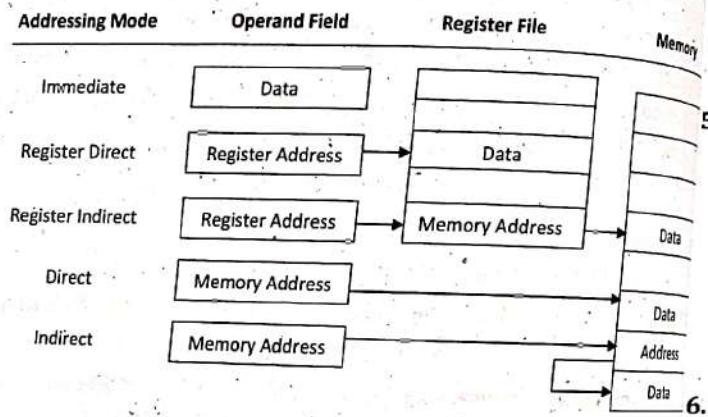 Addressing Mode Operand Field Register File Memory
Immediate Data
Register Direct Register Address Data
Register Indirect Register Address Memory Address Data
Direct Memory Address Data
Indirect Memory Address Address
Data
5
6.